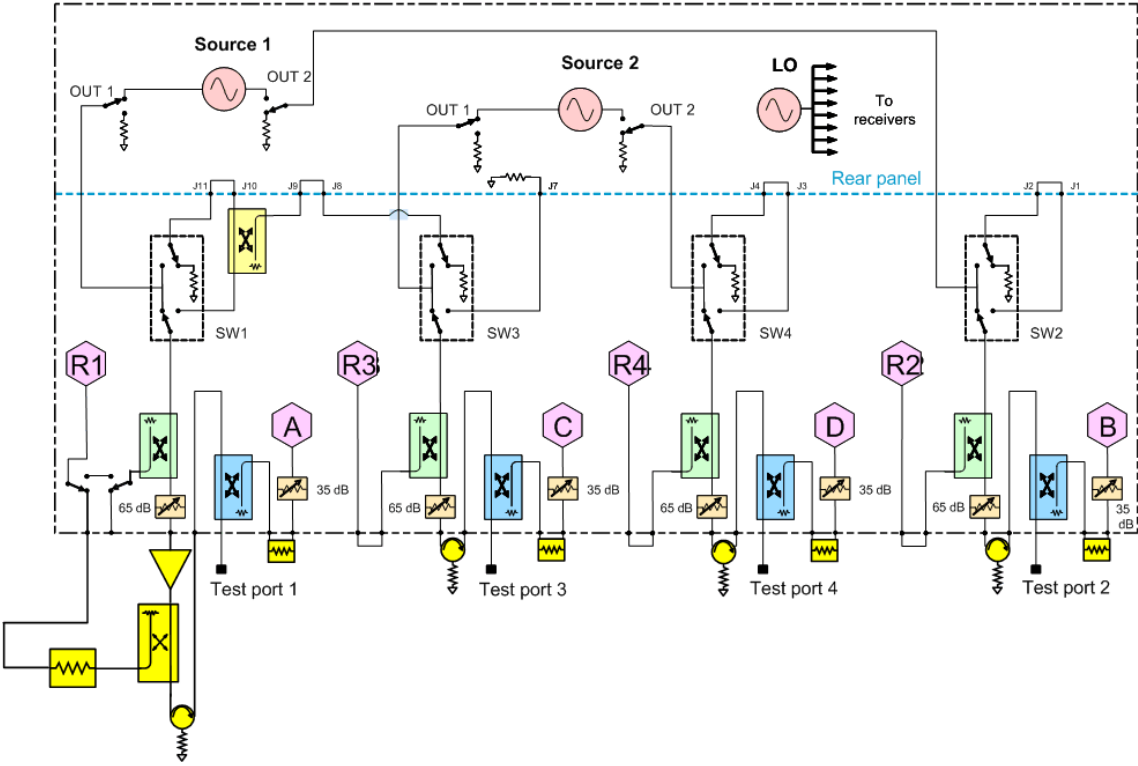 Source 1
OUT 1
OUT 2
Source 2
OUT 1
OUT 2
LO
To
receivers
Rear panel
J11
J10
J9
J8
J7
J4
J3
J2
J1
SW1
SW3
SW4
SW2
R1
R3
R4
R2
A
C
D
B
65 dB
35 dB
65 dB
35 dB
65 dB
35 dB
65 dB
35
dB
Test port 1
Test port 3
Test port 4
Test port 2